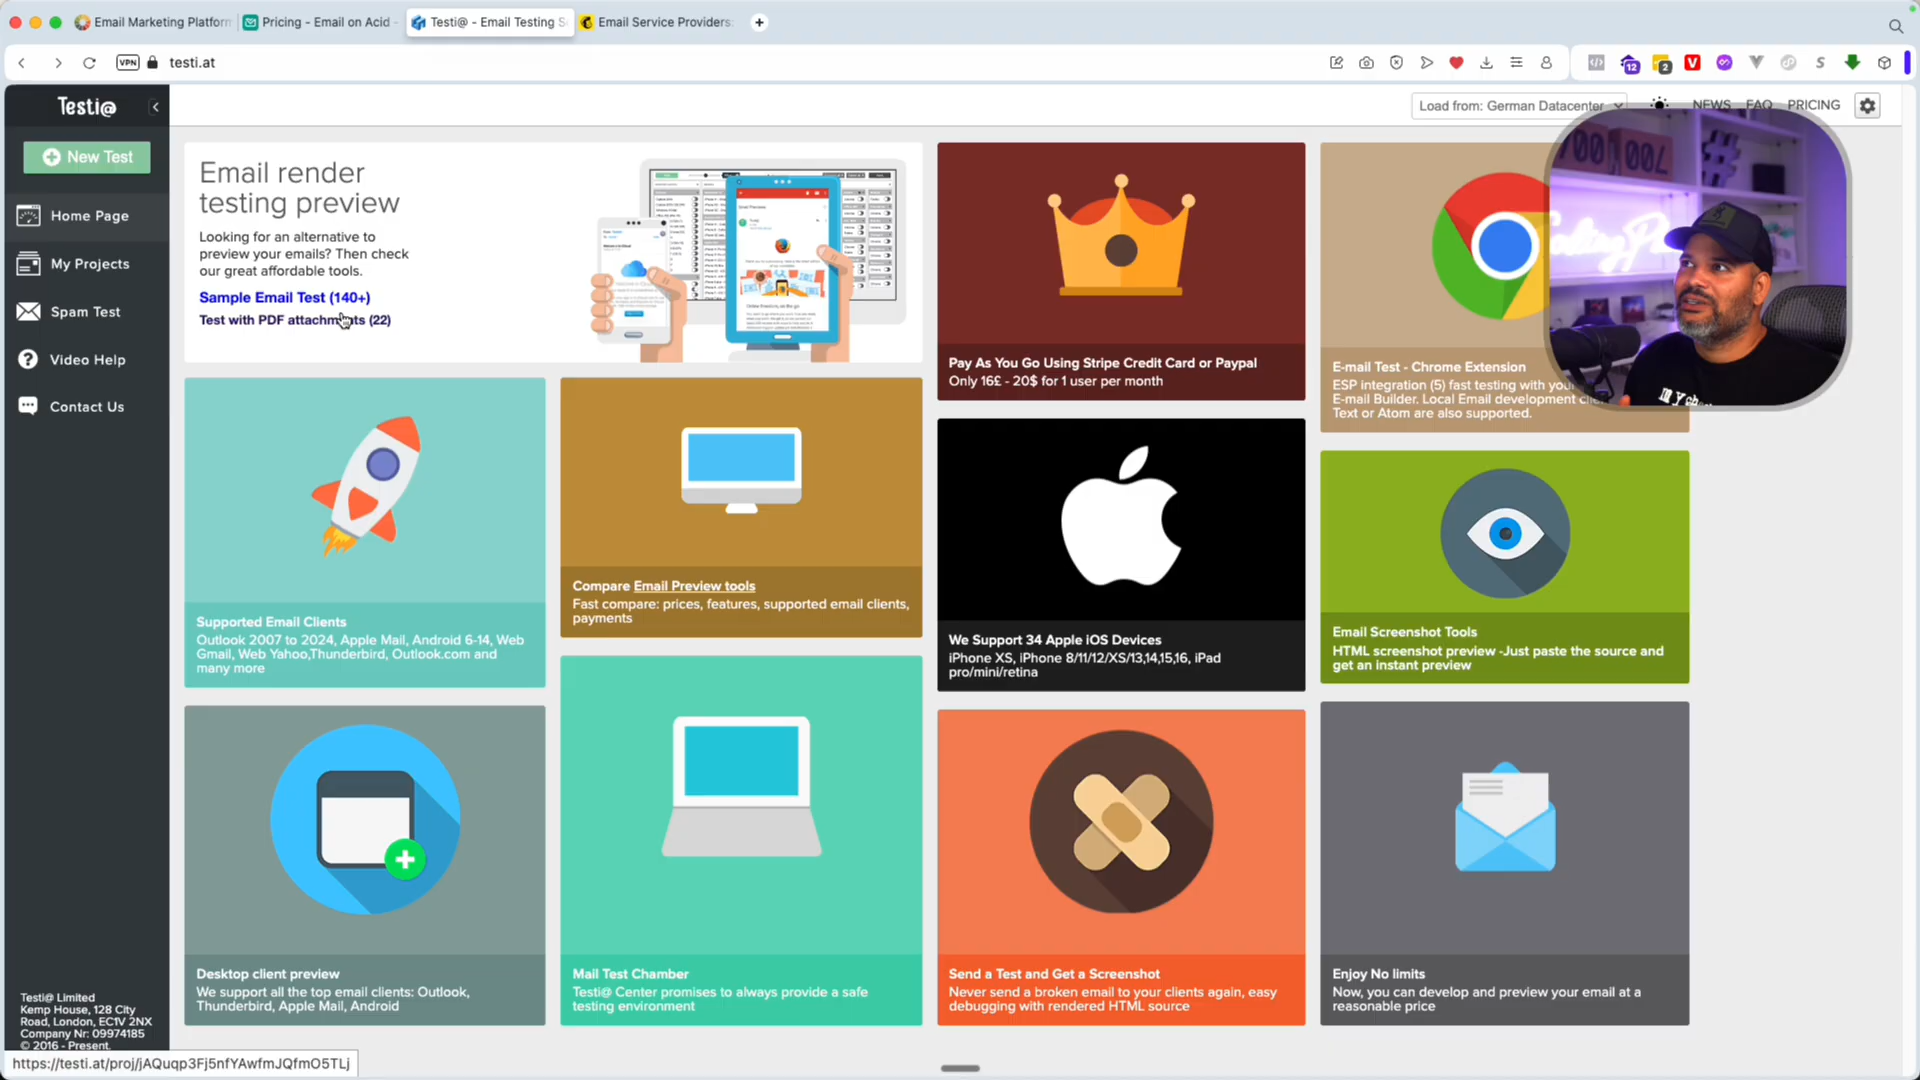 Email Marketing Platform
Pricing - Email on Acid -
Testi@ - Email Testing S
Email Service Providers:
VPN
testi.at
12
2
Testi@
Load from: German Datacenter
NEWS
FAQ
PRICING
New Test
Home Page
My Projects
Spam Test
Video Help
Contact Us
Email render
testing preview
Looking for an alternative to
preview your emails? Then check
our great affordable tools.
Sample Email Test (140+)
Test with PDF attachments (22)
Pay As You Go Using Stripe Credit Card or Paypal
Only 16£ - 20$ for 1 user per month
E-mail Test - Chrome Extension
ESP integration (5) fast testing with you
E-mail Builder. Local Email development
Text or Atom are also supported.
Supported Email Clients
Outlook 2007 to 2024, Apple Mail, Android 6-14, Web
Gmail, Web Yahoo,Thunderbird, Outlook.com and
many more
Compare Email Preview tools
Fast compare: prices, features, supported email clients,
payments
We Support 34 Apple iOS Devices
iPhone XS, iPhone 8/11/12/XS/13,14,15,16, iPad
pro/mini/retina
Email Screenshot Tools
HTML screenshot preview -Just paste the source and
get an instant preview
Desktop client preview
We support all the top email clients: Outlook,
Thunderbird, Apple Mail, Android
Mail Test Chamber
Testi@ Center promises to always provide a safe
testing environment
Send a Test and Get a Screenshot
Never send a broken email to your clients again, easy
debugging with rendered HTML source
Enjoy No limits
Now, you can develop and preview your email at a
reasonable price
Testi@ Limited
Kemp House, 128 City
Road, London, EC1V 2NX
Company Nr: 09974185
© 2016 - Present.
https://testi.at/proj/jAQuqp3Fj5nfYAwfmJQfmO5TLj